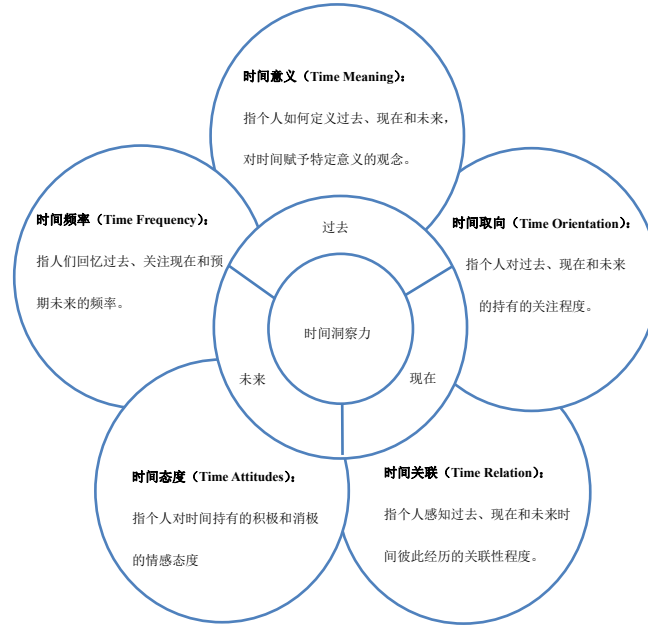 时间意义（Time Meaning）：
指个人如何定义过去、现在和未来，
对时间赋予特定意义的观念。
时间频率（Time Frequency）：
指人们回忆过去、关注现在和预
期未来的频率。
时间取向（Time Orientation）：
指个人对过去、现在和未来
的持有的关注程度。
过去
时间洞察力
未来
现在
时间态度（Time Attitudes）：
指个人对时间持有的积极和消极
的情感态度
时间关联（Time Relation）：
指个人感知过去、现在和未来时
间彼此经历的关联性程度。